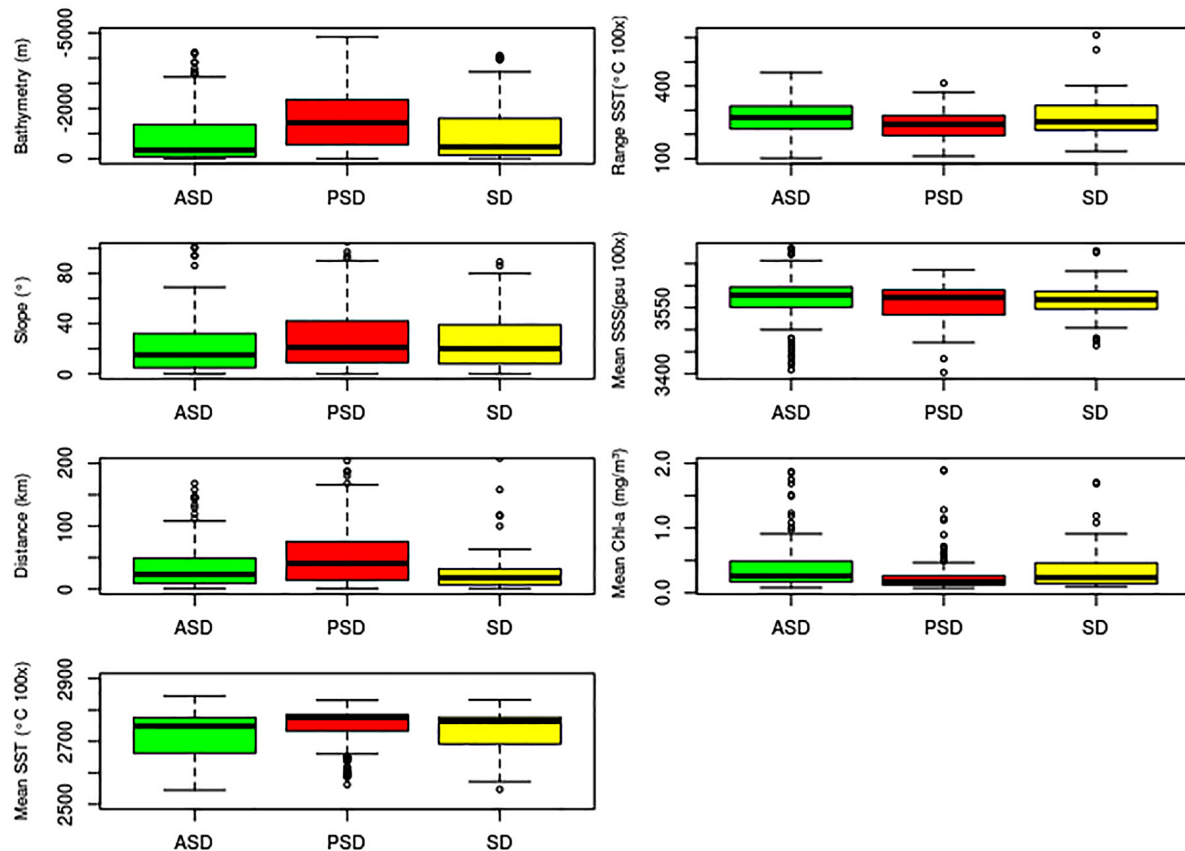 Bathymetry (m)
-5000
-2000
0
ASD PSD SD
Range SST(°C 100x)
400
100
ASD PSD SD
Slope (°)
80
40
0
ASD PSD SD
Mean SSS(psu 100x)
3550
3400
ASD PSD SD
Distance (km)
200
100
0
ASD PSD SD
Mean Chl-a (mg/m³)
2.0
1.0
0.0
ASD PSD SD
Mean SST (°C 100x)
2900
2700
2500
ASD PSD SD